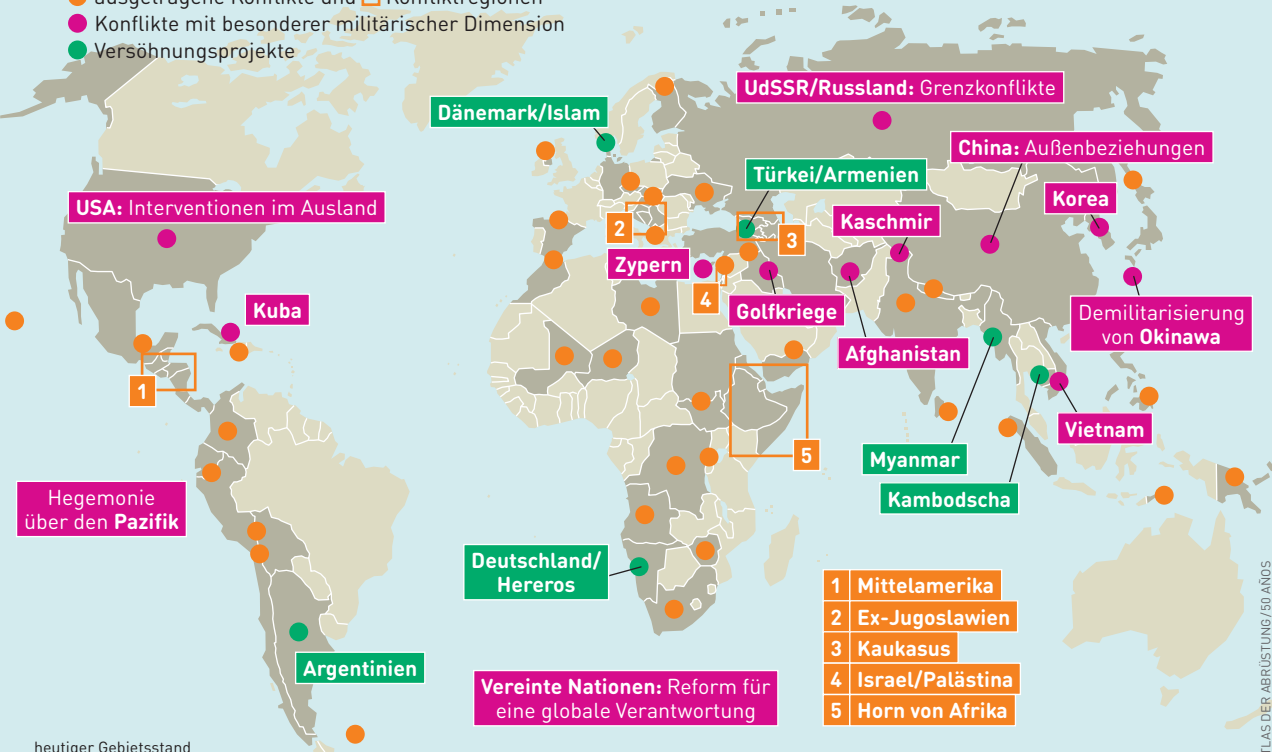 ausgetragene Konflikte und Konfliktregionen
Konflikte mit besonderer militärischer Dimension
Versöhnungsprojekte
Dänemark/Islam
UdSSR/Russland: Grenzkonflikte
China: Außenbeziehungen
Türkei/Armenien
USA: Interventionen im Ausland
Korea
Kaschmir
2
3
Zypern
4
Golfkriege
Kuba
Demilitarisierung
von Okinawa
Afghanistan
1
Vietnam
5
Myanmar
Kambodscha
Hegemonie
über den Pazifik
Deutschland/
Hereros
Argentinien
Vereinte Nationen: Reform für
eine globale Verantwortung
1 Mittelamerika
2 Ex-Jugoslawien
3 Kaukasus
4 Israel/Palästina
5 Horn von Afrika
heutiger Gebietsstand
TLAS DER ABRÜSTUNG/50 AÑOS